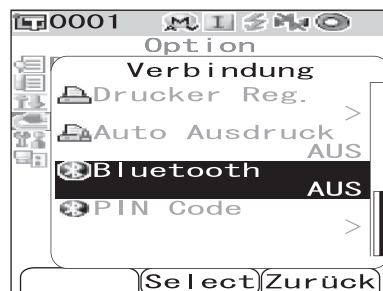 0001 M I
Option
Verbindung
Drucker Reg.
>
Auto Ausdruck
AUS
Bluetooth
AUS
PIN Code
>
Select Zurück